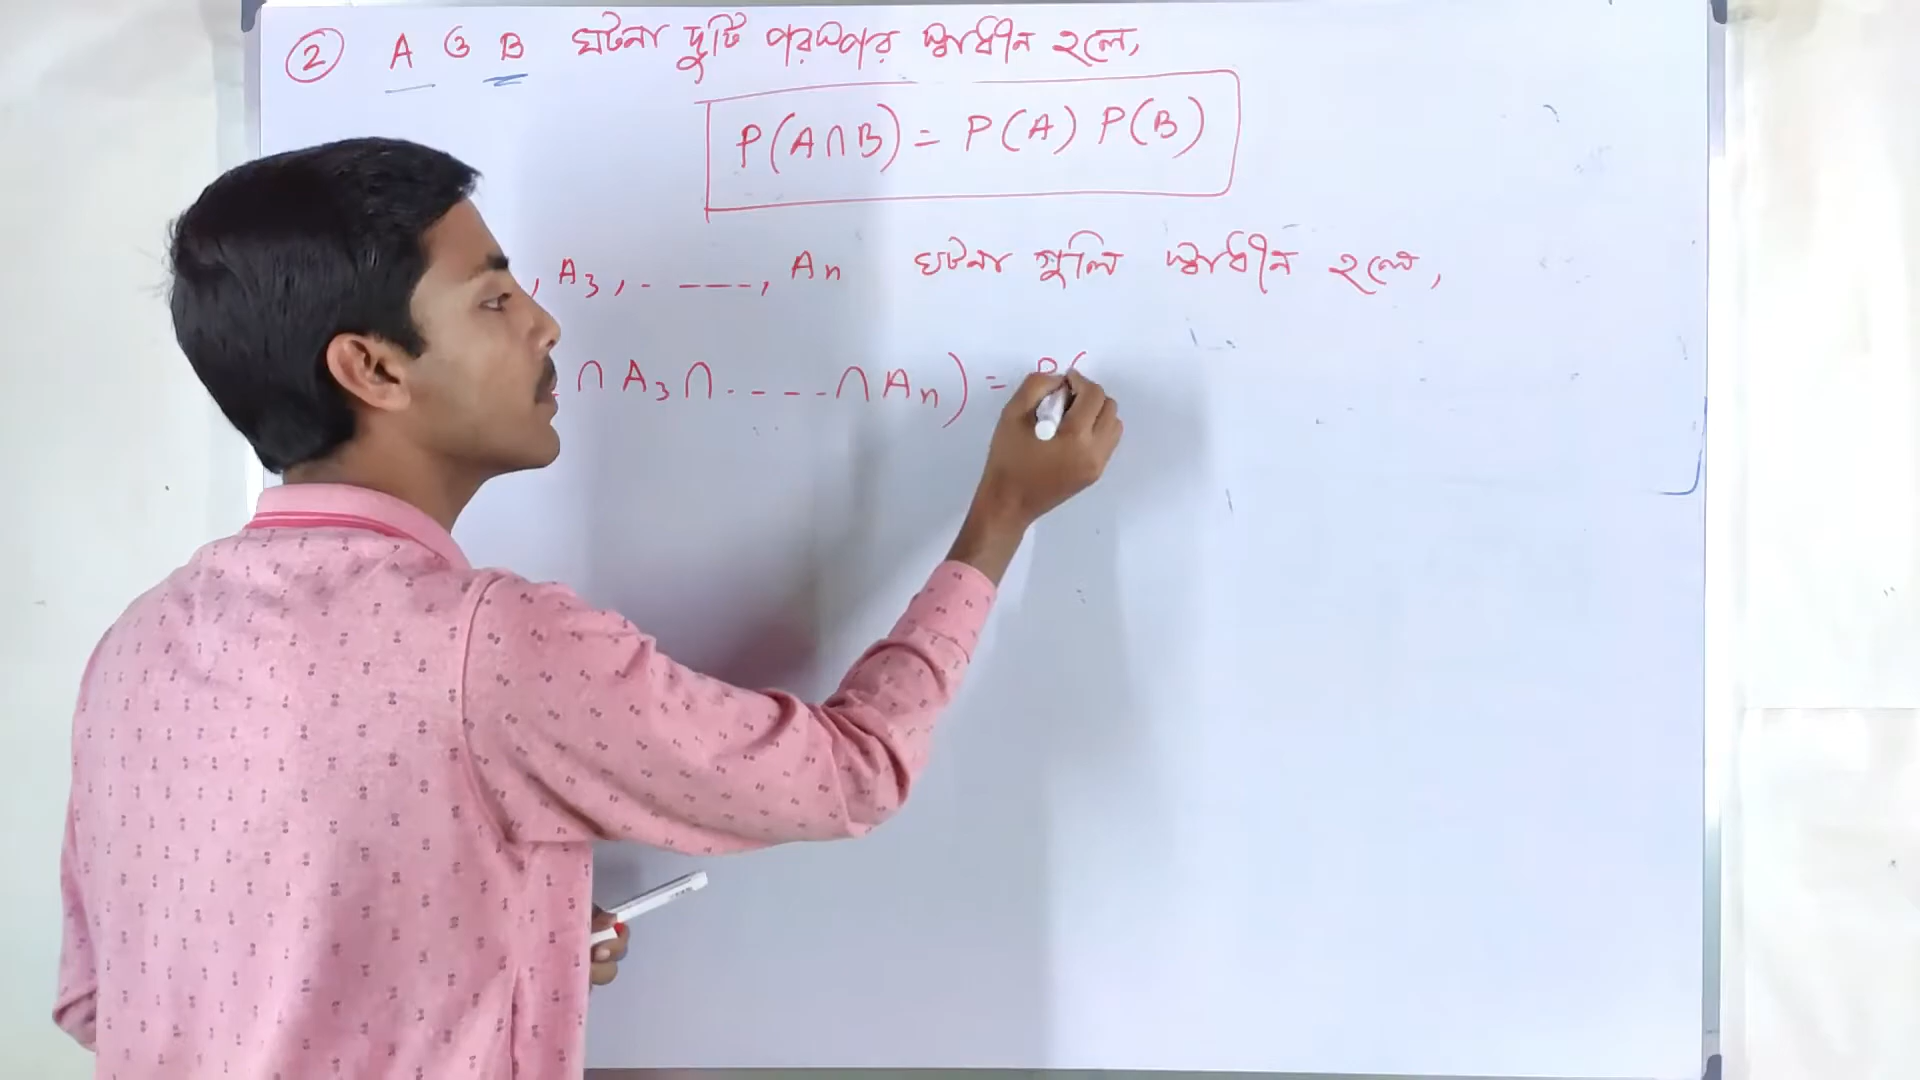 ② A ও B ঘটনা দুটি পরস্পর স্বাধীন হলে,
P(A∩B) = P(A) P(B)
, A₃, . - - - -, An ঘটনা গুলি স্বাধীন হলে,
∩ A₃ ∩ . - - - - ∩ An) = P(